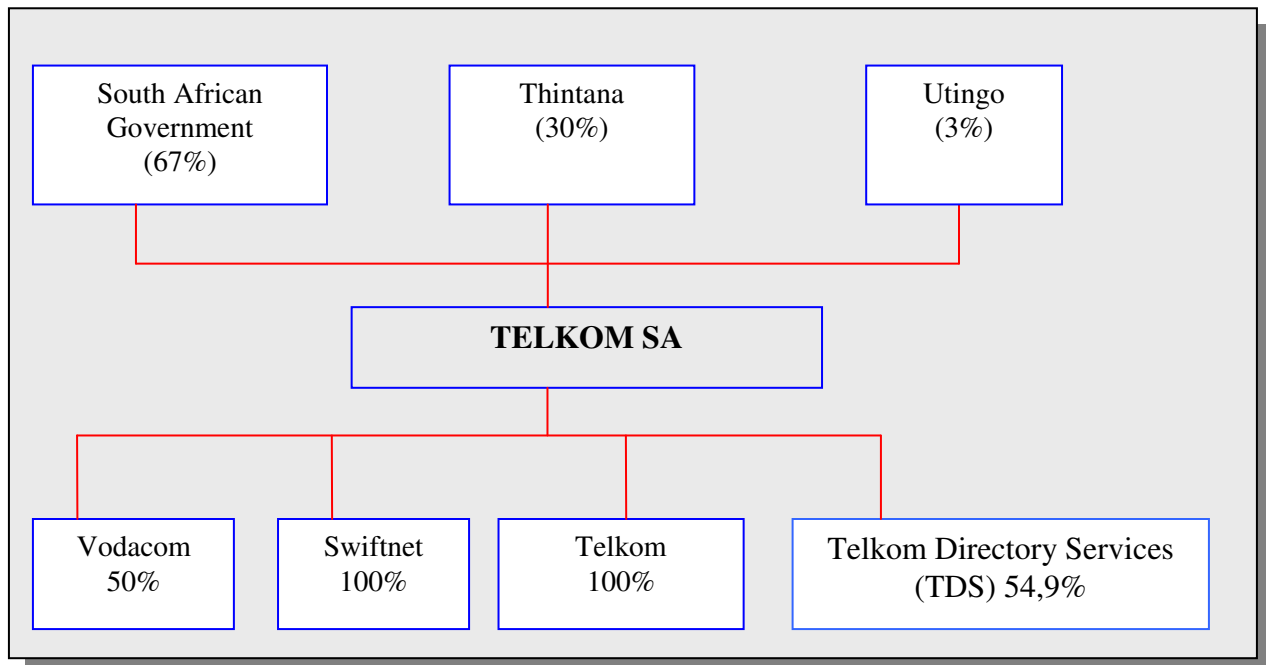 South African
Government
(67%)
Thintana
(30%)
Utingo
(3%)
TELKOM SA
Vodacom
50%
Swiftnet
100%
Telkom
100%
Telkom Directory Services
(TDS) 54,9%